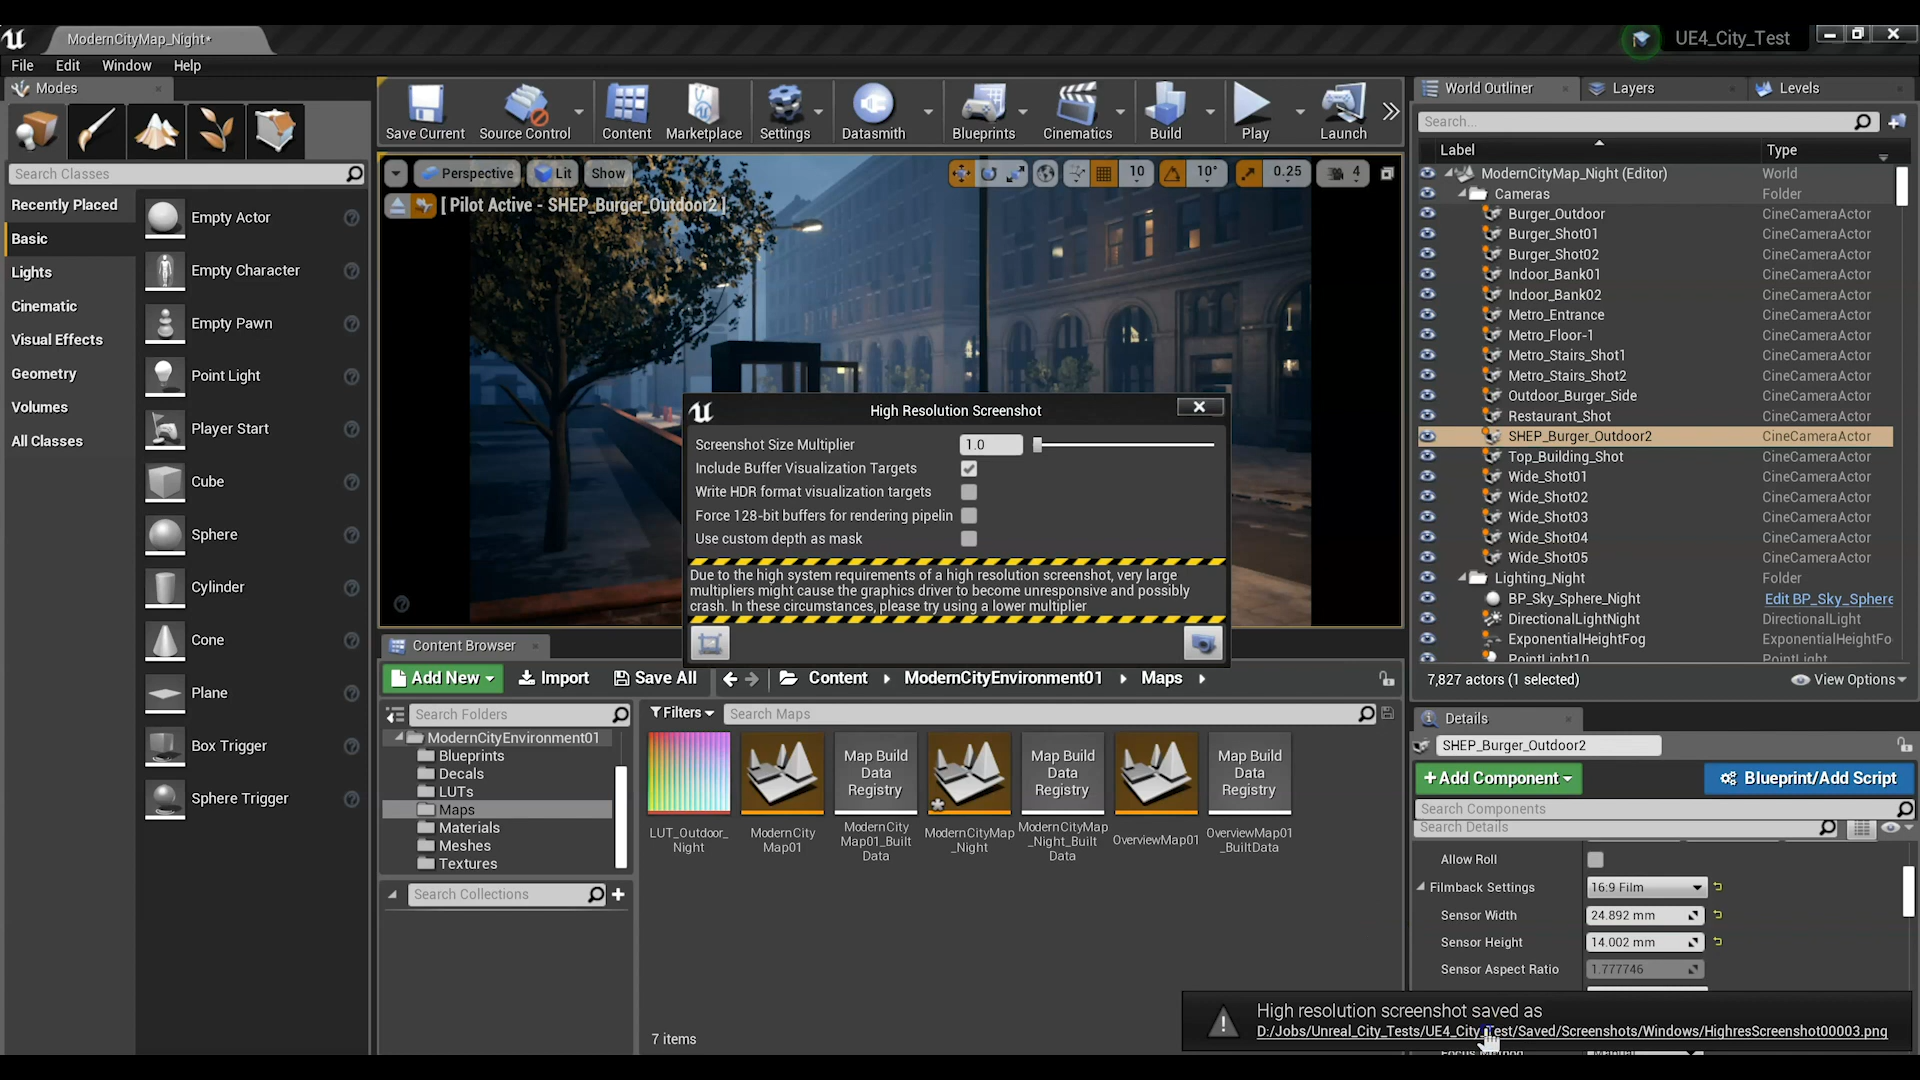 ModernCityMap_Night*
UE4_City_Test
File
Edit
Window
Help
Modes
Search Classes
Recently Placed
Basic
Lights
Cinematic
Visual Effects
Geometry
Volumes
All Classes
Empty Actor
Empty Character
Empty Pawn
Point Light
Player Start
Cube
Sphere
Cylinder
Cone
Plane
Box Trigger
Sphere Trigger
Save Current
Source Control
Content
Marketplace
Settings
Datasmith
Blueprints
Cinematics
Build
Play
Launch
Perspective
Lit
Show
10
10°
0.25
4
[ Pilot Active - SHEP_Burger_Outdoor2 ]
High Resolution Screenshot
Screenshot Size Multiplier
1.0
Include Buffer Visualization Targets
Write HDR format visualization targets
Force 128-bit buffers for rendering pipelin
Use custom depth as mask
Due to the high system requirements of a high resolution screenshot, very large
multipliers might cause the graphics driver to become unresponsive and possibly
crash. In these circumstances, please try using a lower multiplier
Content Browser
Add New
Import
Save All
Content
ModernCityEnvironment01
Maps
Search Folders
Filters
Search Maps
ModernCityEnvironment01
Blueprints
Decals
LUTs
Maps
Materials
Meshes
Textures
Search Collections
LUT_Outdoor_
Night
ModernCity
Map01
Map Build
Data
Registry
ModernCity
Map01_Built
Data
ModernCityMap
_Night
Map Build
Data
Registry
ModernCityMap
_Night_Built
Data
OverviewMap01
Map Build
Data
Registry
OverviewMap01
_BuiltData
7 items
World Outliner
Layers
Levels
Search...
Label
Type
ModernCityMap_Night (Editor)
World
Cameras
Folder
Burger_Outdoor
CineCameraActor
Burger_Shot01
CineCameraActor
Burger_Shot02
CineCameraActor
Indoor_Bank01
CineCameraActor
Indoor_Bank02
CineCameraActor
Metro_Entrance
CineCameraActor
Metro_Floor-1
CineCameraActor
Metro_Stairs_Shot1
CineCameraActor
Metro_Stairs_Shot2
CineCameraActor
Outdoor_Burger_Side
CineCameraActor
Restaurant_Shot
CineCameraActor
SHEP_Burger_Outdoor2
CineCameraActor
Top_Building_Shot
CineCameraActor
Wide_Shot01
CineCameraActor
Wide_Shot02
CineCameraActor
Wide_Shot03
CineCameraActor
Wide_Shot04
CineCameraActor
Wide_Shot05
CineCameraActor
Lighting_Night
Folder
BP_Sky_Sphere_Night
Edit BP_Sky_Sphere
DirectionalLightNight
DirectionalLight
ExponentialHeightFog
ExponentialHeightFo
PointLight10
PointLight
7,827 actors (1 selected)
View Options
Details
SHEP_Burger_Outdoor2
+Add Component
Blueprint/Add Script
Search Components
Search Details
Allow Roll
Filmback Settings
16:9 Film
Sensor Width
24.892 mm
Sensor Height
14.002 mm
Sensor Aspect Ratio
1.777746
High resolution screenshot saved as
D:/Jobs/Unreal_City_Tests/UE4_City_Test/Saved/Screenshots/Windows/HighresScreenshot00003.png